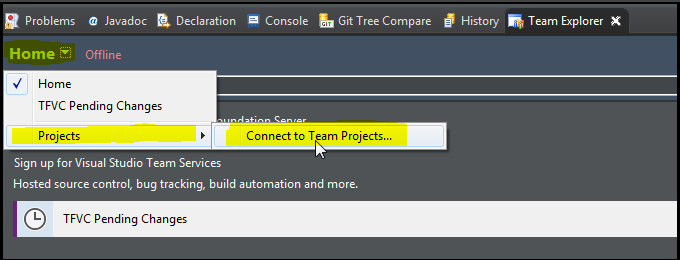 Problems @ Javadoc Declaration Console Git Tree Compare History Team Explorer
Home Offline
Home
TFVC Pending Changes
Foundation Server
Projects Connect to Team Projects...
Sign up for Visual Studio Team Services
Hosted source control, bug tracking, build automation and more.
TFVC Pending Changes